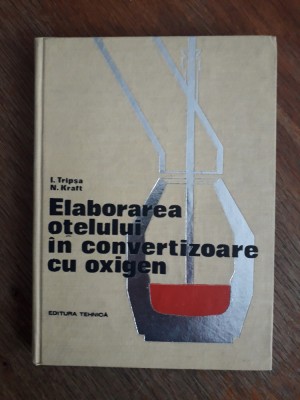 I. Tripşa
N. Kraft
Elaborarea
oţelului
în convertizoare
cu oxigen
EDITURA TEHNICĂ